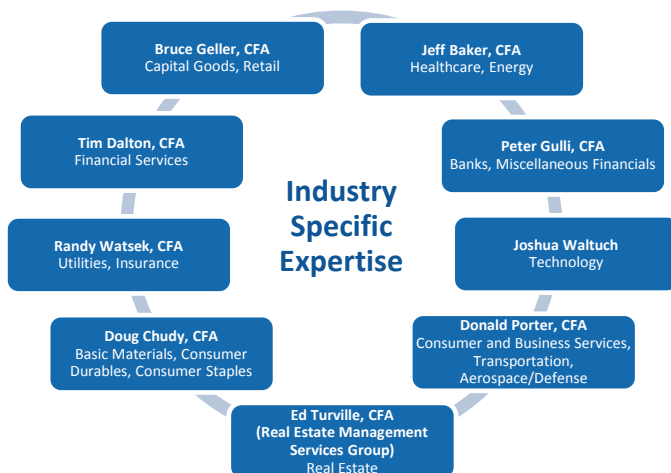 Bruce Geller, CFA
Capital Goods, Retail
Jeff Baker, CFA
Healthcare, Energy
Tim Dalton, CFA
Financial Services
Peter Gulli, CFA
Banks, Miscellaneous Financials
Industry
Specific
Expertise
Randy Watsek, CFA
Utilities, Insurance
Joshua Waltuch
Technology
Doug Chudy, CFA
Basic Materials, Consumer
Durables, Consumer Staples
Donald Porter, CFA
Consumer and Business Services,
Transportation,
Aerospace/Defense
Ed Turville, CFA
(Real Estate Management
Services Group)
Real Estate